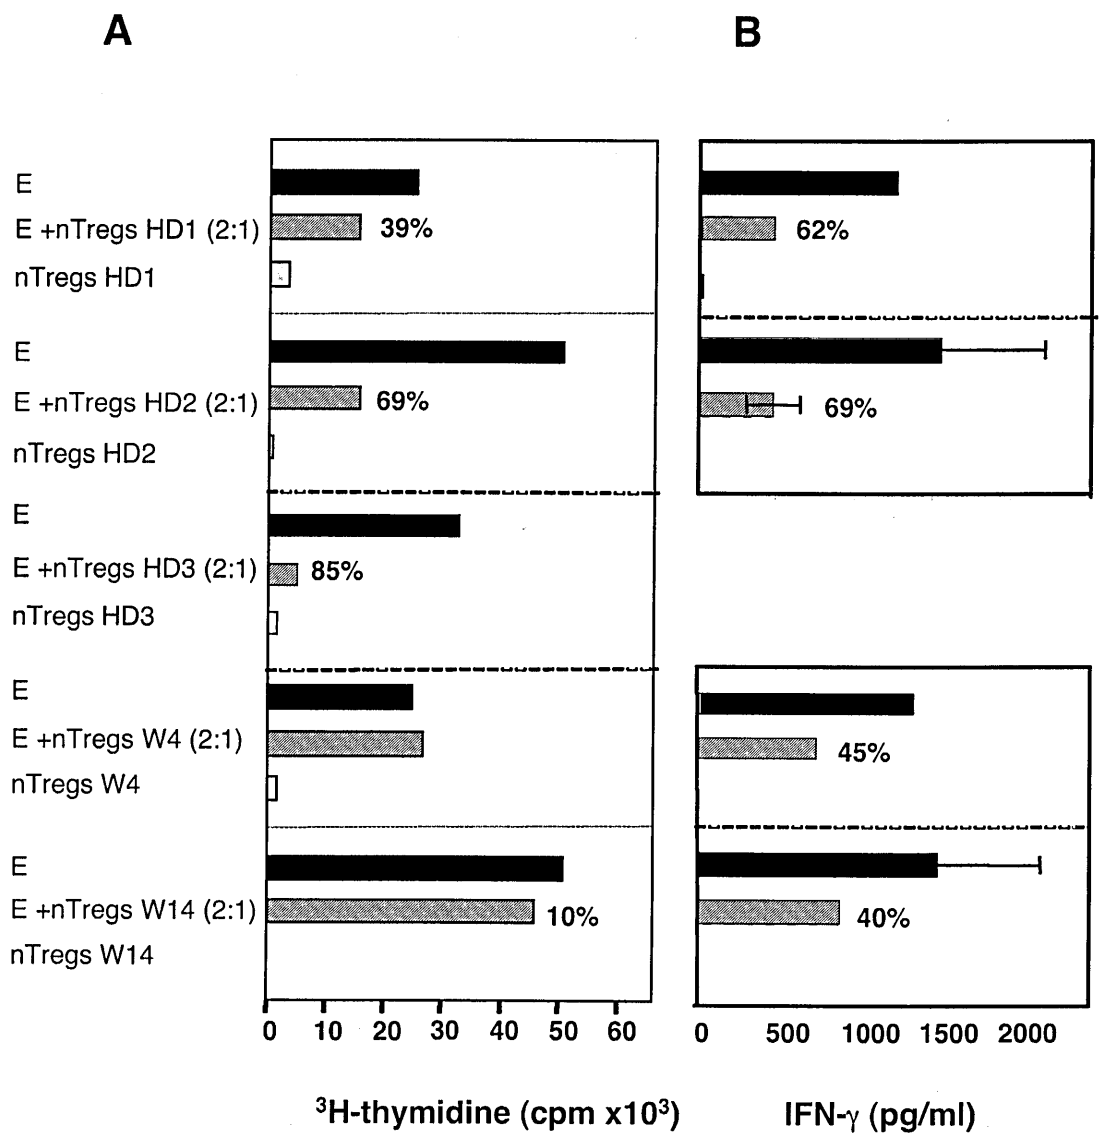 A B
E
E +nTregs HD1 (2:1) 39% 62%
nTregs HD1
E
E +nTregs HD2 (2:1) 69% 69%
nTregs HD2
E
E +nTregs HD3 (2:1) 85%
nTregs HD3
E
E +nTregs W4 (2:1) 45%
nTregs W4
E
E +nTregs W14 (2:1) 10% 40%
nTregs W14
0 10 20 30 40 50 60 0 500 1000 1500 2000
³H-thymidine (cpm x10³) IFN-γ (pg/ml)